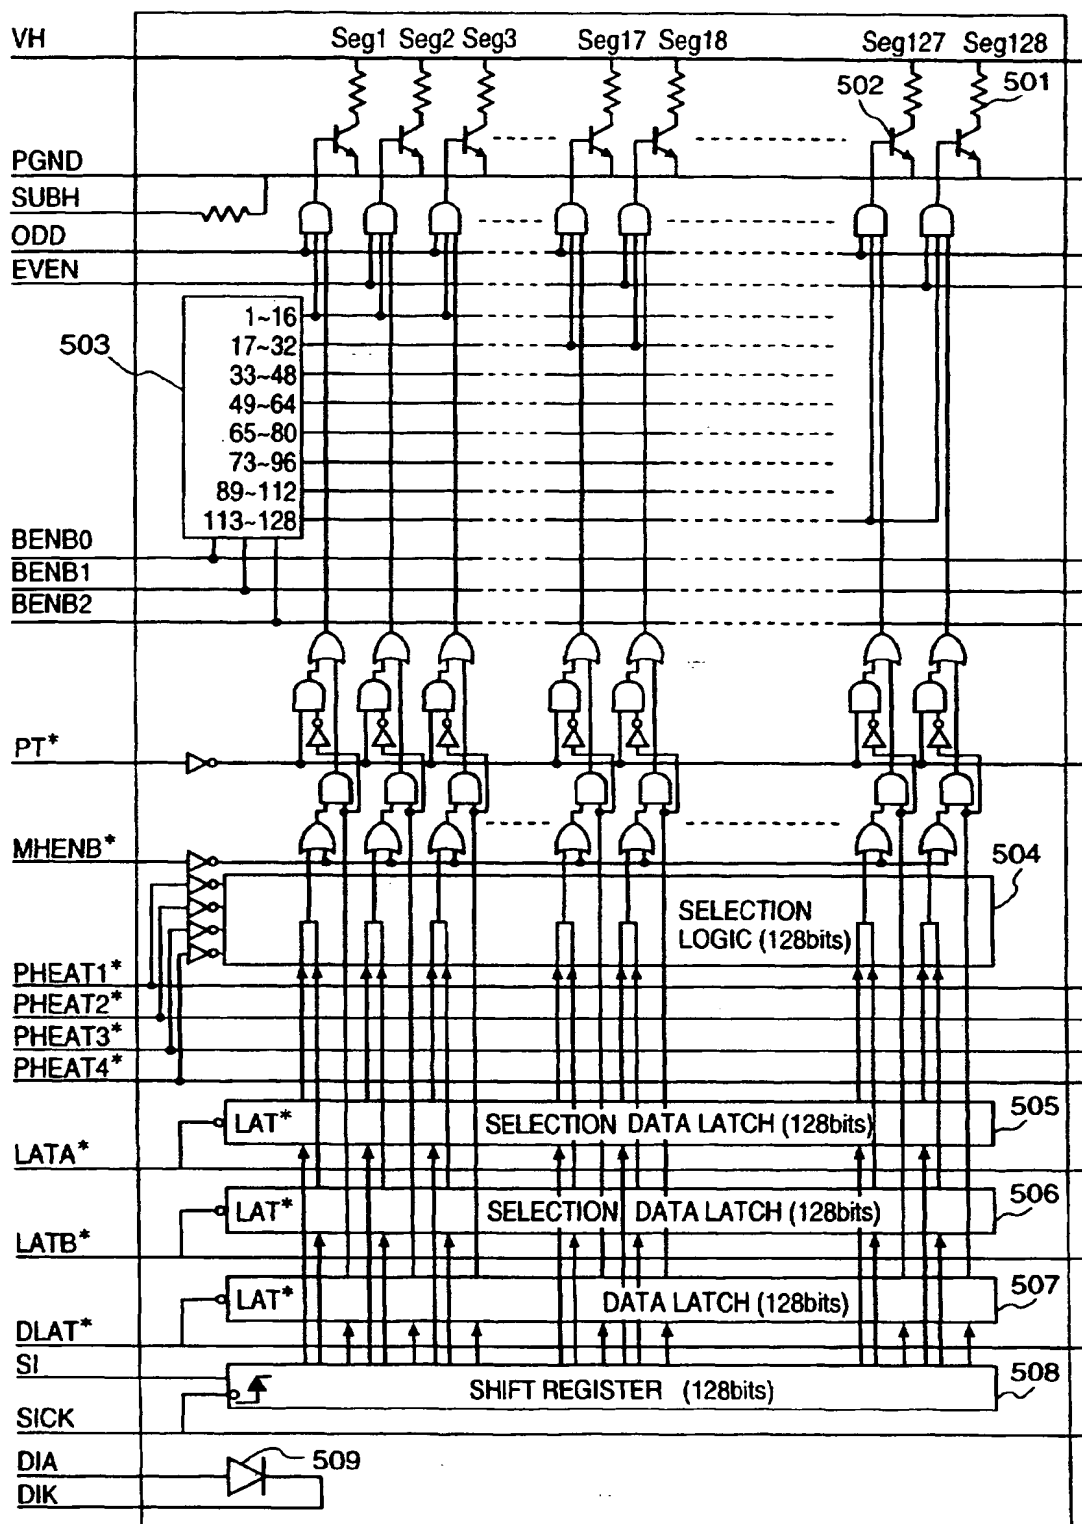 VH
Seg1 Seg2 Seg3 Seg17 Seg18 Seg127 Seg128
502
501
PGND
SUBH
ODD
EVEN
503
1~16
17~32
33~48
49~64
65~80
73~96
89~112
113~128
BENB0
BENB1
BENB2
PT*
MHENB*
504
SELECTION
LOGIC (128bits)
PHEAT1*
PHEAT2*
PHEAT3*
PHEAT4*
LAT* SELECTION DATA LATCH (128bits)
505
LATA*
LAT* SELECTION DATA LATCH (128bits)
506
LATB*
LAT* DATA LATCH (128bits)
507
DLAT*
SI
SHIFT REGISTER (128bits)
508
SICK
DIA
509
DIK